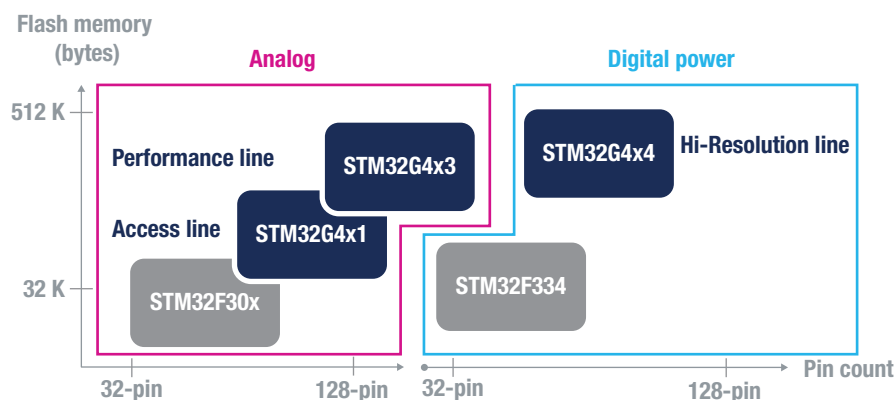 Flash memory
(bytes)
Analog
Digital power
512 K
Performance line
STM32G4x3
STM32G4x4
Hi-Resolution line
Access line
STM32G4x1
32 K
STM32F30x
STM32F334
Pin count
32-pin
128-pin
32-pin
128-pin